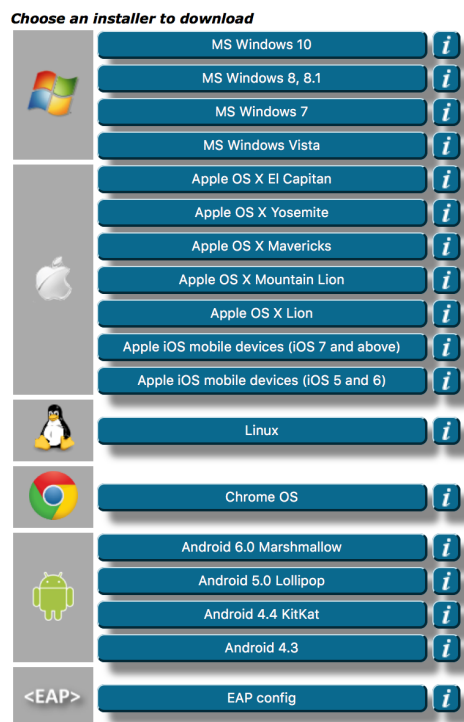 Choose an installer to download
MS Windows 10
i
MS Windows 8, 8.1
i
MS Windows 7
i
MS Windows Vista
i
Apple OS X El Capitan
i
Apple OS X Yosemite
i
Apple OS X Mavericks
i
Apple OS X Mountain Lion
i
Apple OS X Lion
i
Apple iOS mobile devices (iOS 7 and above)
i
Apple iOS mobile devices (iOS 5 and 6)
i
Linux
i
Chrome OS
i
Android 6.0 Marshmallow
i
Android 5.0 Lollipop
i
Android 4.4 KitKat
i
Android 4.3
i
<EAP>
EAP config
i